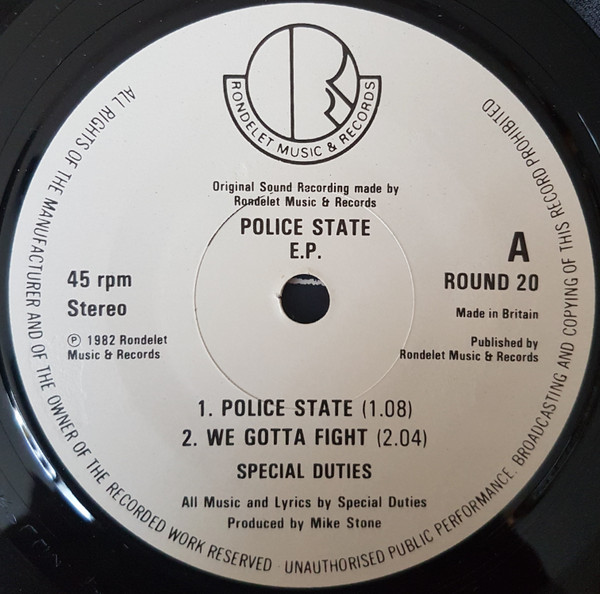 RONDELET MUSIC & RECORDS
Original Sound Recording made by
Rondelet Music & Records
POLICE STATE
E.P.
A
45 rpm
ROUND 20
Stereo
Made in Britain
℗ 1982 Rondelet
Music & Records
Published by
Rondelet Music & Records
1. POLICE STATE (1.08)
2. WE GOTTA FIGHT (2.04)
SPECIAL DUTIES
All Music and Lyrics by Special Duties
Produced by Mike Stone
ALL RIGHTS OF THE MANUFACTURER AND OF THE OWNER OF THE RECORDED WORK RESERVED · UNAUTHORISED PUBLIC PERFORMANCE, BROADCASTING AND COPYING OF THIS RECORD PROHIBITED